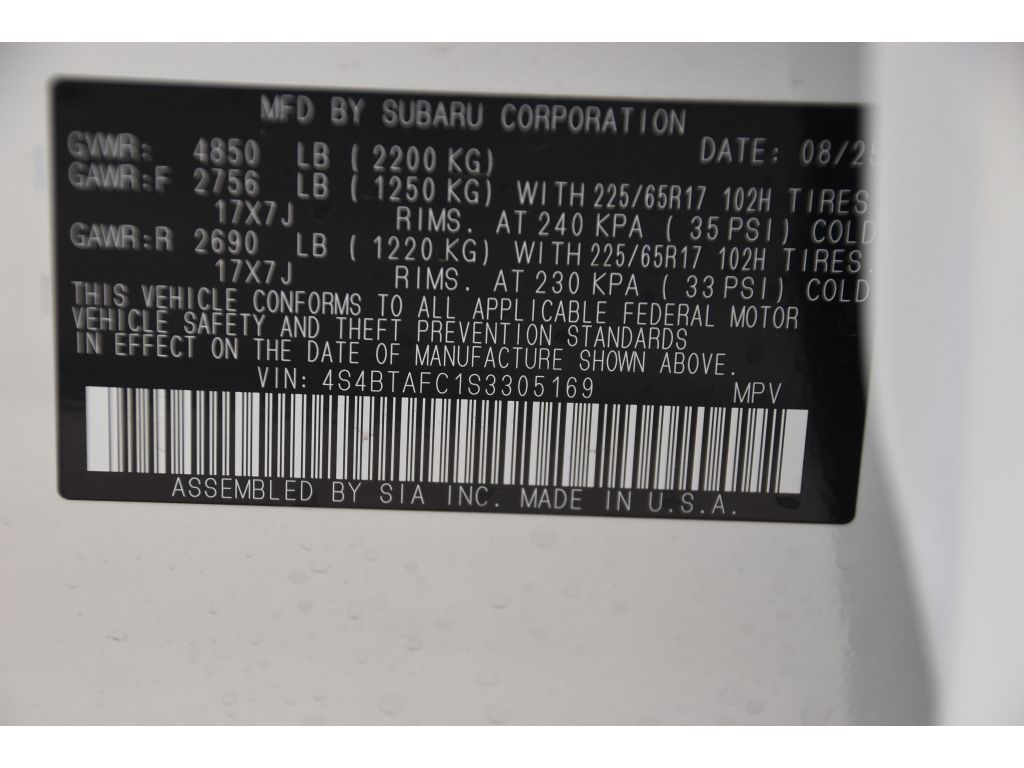 MFD BY SUBARU CORPORATION
GVWR: 4850 LB ( 2200 KG) DATE: 08/25
GAWR:F 2756 LB ( 1250 KG) WITH 225/65R17 102H TIRES
17X7J RIMS. AT 240 KPA ( 35 PSI) COLD
GAWR:R 2690 LB ( 1220 KG) WITH 225/65R17 102H TIRES.
17X7J RIMS. AT 230 KPA ( 33 PSI) COLD
THIS VEHICLE CONFORMS TO ALL APPLICABLE FEDERAL MOTOR
VEHICLE SAFETY AND THEFT PREVENTION STANDARDS
IN EFFECT ON THE DATE OF MANUFACTURE SHOWN ABOVE.
VIN: 4S4BTAFC1S3305169 MPV
ASSEMBLED BY SIA INC. MADE IN U.S.A.